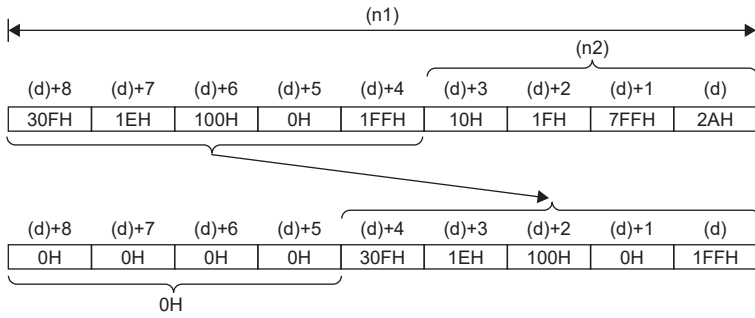 (n1)
(n2)
(d)+8 (d)+7 (d)+6 (d)+5 (d)+4 (d)+3 (d)+2 (d)+1 (d)
30FH 1EH 100H 0H 1FFH 10H 1FH 7FFH 2AH
(d)+8 (d)+7 (d)+6 (d)+5 (d)+4 (d)+3 (d)+2 (d)+1 (d)
0H 0H 0H 0H 30FH 1EH 100H 0H 1FFH
0H